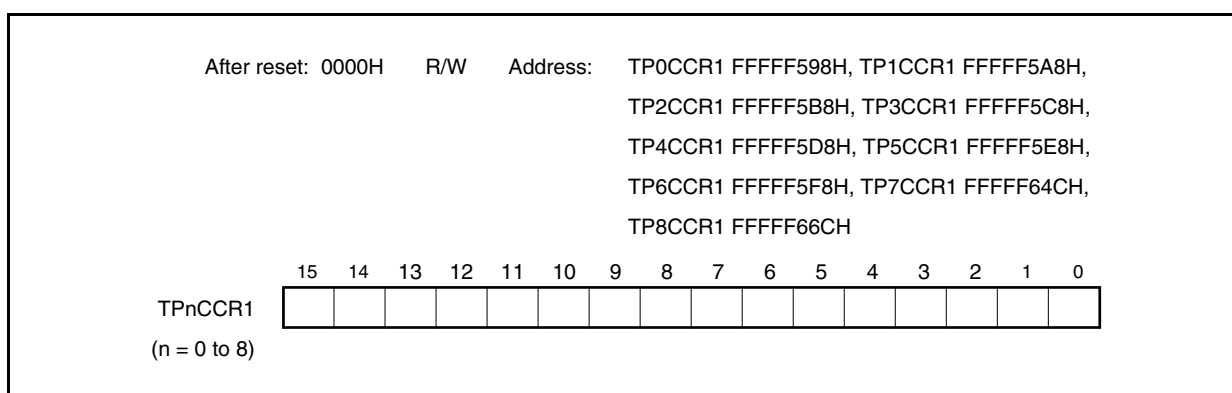 After reset: 0000H R/W Address: TP0CCR1 FFFFF598H, TP1CCR1 FFFFF5A8H,
TP2CCR1 FFFFF5B8H, TP3CCR1 FFFFF5C8H,
TP4CCR1 FFFFF5D8H, TP5CCR1 FFFFF5E8H,
TP6CCR1 FFFFF5F8H, TP7CCR1 FFFFF64CH,
TP8CCR1 FFFFF66CH
15 14 13 12 11 10 9 8 7 6 5 4 3 2 1 0
TPnCCR1
(n = 0 to 8)